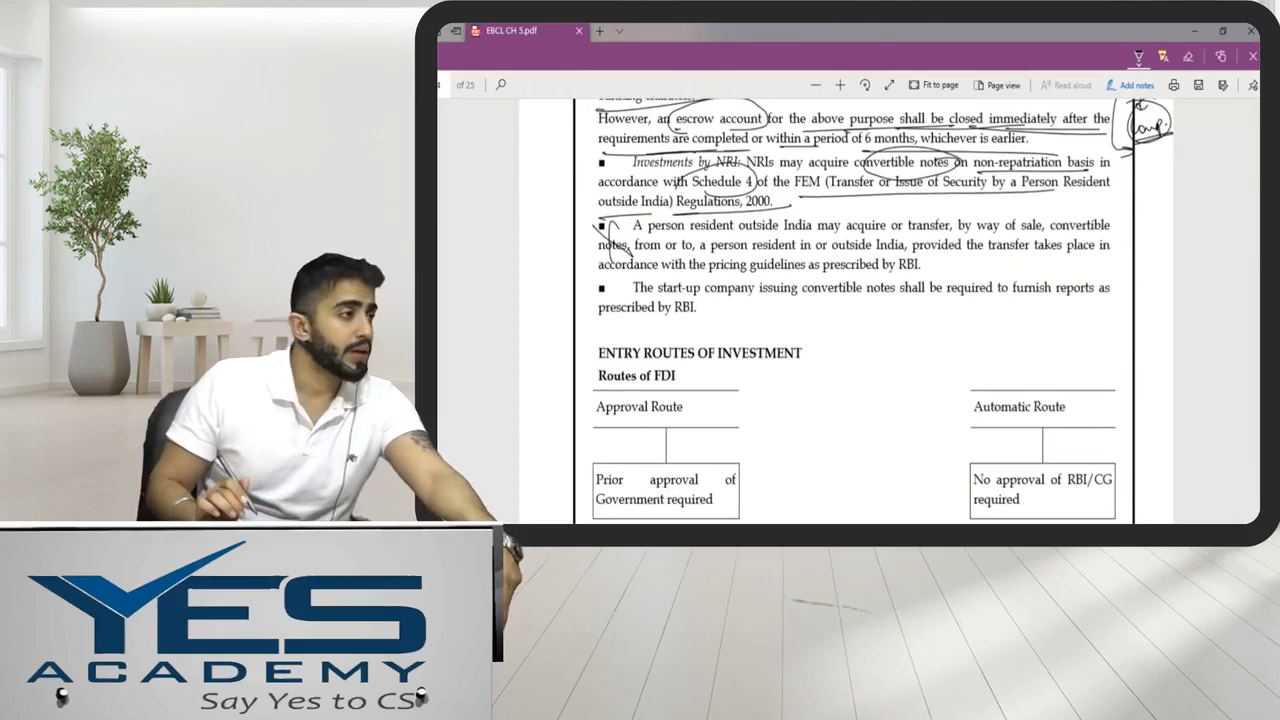 EBCL CH 5.pdf
of 25
Fit to page
Page view
Read aloud
Add notes
However, an escrow account for the above purpose shall be closed immediately after the
requirements are completed or within a period of 6 months, whichever is earlier.
■ Investments by NRI: NRIs may acquire convertible notes on non-repatriation basis in
accordance with Schedule 4 of the FEM (Transfer or Issue of Security by a Person Resident
outside India) Regulations, 2000.
■ A person resident outside India may acquire or transfer, by way of sale, convertible
notes, from or to, a person resident in or outside India, provided the transfer takes place in
accordance with the pricing guidelines as prescribed by RBI.
■ The start-up company issuing convertible notes shall be required to furnish reports as
prescribed by RBI.
ENTRY ROUTES OF INVESTMENT
Routes of FDI
Approval Route
Automatic Route
Prior approval of
Government required
No approval of RBI/CG
required
YES
ACADEMY
Say Yes to CS